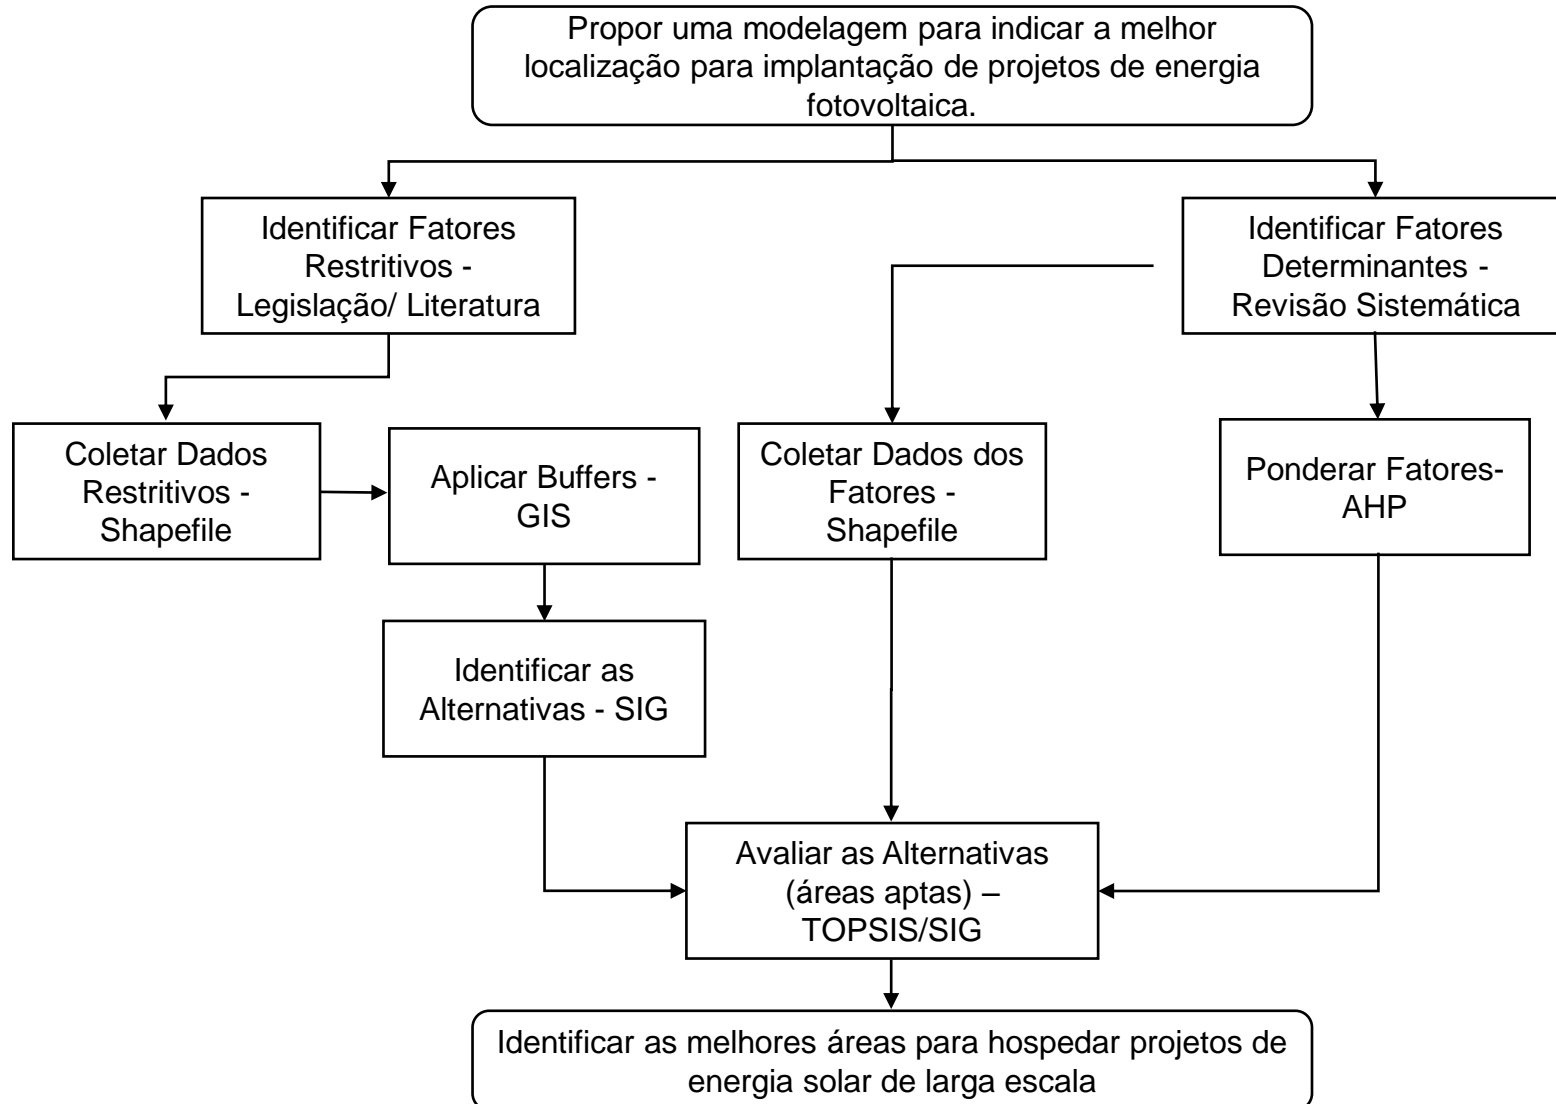 Propor uma modelagem para indicar a melhor
localização para implantação de projetos de energia
fotovoltaica.
Identificar Fatores
Restritivos -
Legislação/ Literatura
Identificar Fatores
Determinantes -
Revisão Sistemática
Coletar Dados
Restritivos -
Shapefile
Aplicar Buffers -
GIS
Coletar Dados dos
Fatores -
Shapefile
Ponderar Fatores-
AHP
Identificar as
Alternativas - SIG
Avaliar as Alternativas
(áreas aptas) –
TOPSIS/SIG
Identificar as melhores áreas para hospedar projetos de
energia solar de larga escala